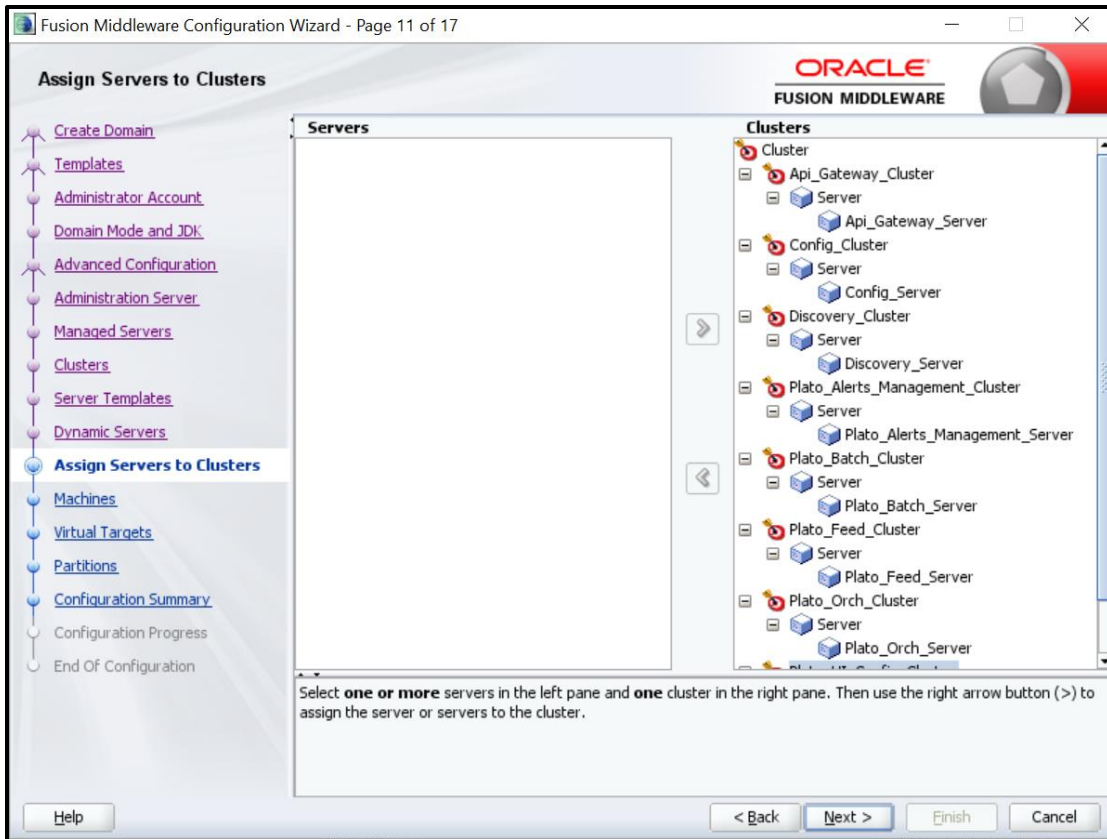 Fusion Middleware Configuration Wizard - Page 11 of 17
Assign Servers to Clusters
ORACLE
FUSION MIDDLEWARE
Create Domain
Templates
Administrator Account
Domain Mode and JDK
Advanced Configuration
Administration Server
Managed Servers
Clusters
Server Templates
Dynamic Servers
Assign Servers to Clusters
Machines
Virtual Targets
Partitions
Configuration Summary
Configuration Progress
End Of Configuration
Servers
Clusters
Cluster
Api_Gateway_Cluster
Server
Api_Gateway_Server
Config_Cluster
Server
Config_Server
Discovery_Cluster
Server
Discovery_Server
Plato_Alerts_Management_Cluster
Server
Plato_Alerts_Management_Server
Plato_Batch_Cluster
Server
Plato_Batch_Server
Plato_Feed_Cluster
Server
Plato_Feed_Server
Plato_Orch_Cluster
Server
Plato_Orch_Server
Select one or more servers in the left pane and one cluster in the right pane. Then use the right arrow button (>) to
assign the server or servers to the cluster.
Help
< Back
Next >
Finish
Cancel